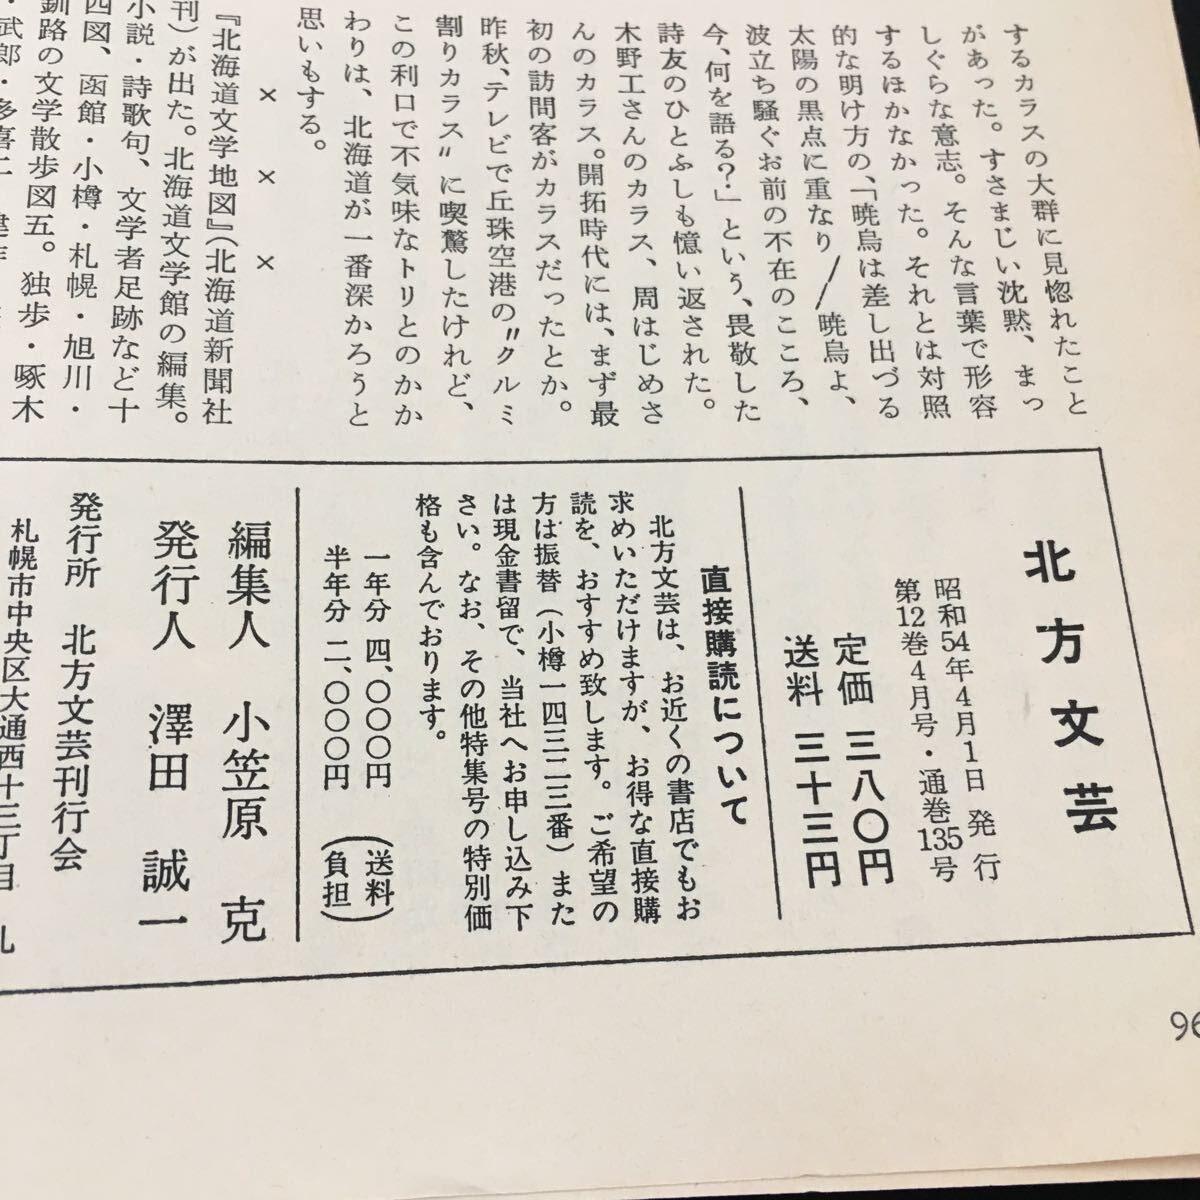 するカラスの大群に見惚れたこと
があった。すさまじい沈黙、まっ
しぐらな意志。そんな言葉で形容
するほかなかった。それとは対照
的な明け方の、「暁烏は差し出づる
太陽の黒点に重なり／暁烏よ、
波立ち騒ぐお前の不在のこころ、
今、何を語る？」という、畏敬した
詩友のひとふしも憶い返された。
木野工さんのカラス、周はじめさ
んのカラス。開拓時代には、まず最
初の訪問客がカラスだったとか。
昨秋、テレビで丘珠空港の〝クルミ
割りカラス〟に喫驚したけれど、
この利口で不気味なトリとのかか
わりは、北海道が一番深かろうと
思いもする。
× × ×
『北海道文学地図』（北海道新聞社
刊）が出た。北海道文学館の編集。
小説・詩歌句、文学者足跡など十
四図、函館・小樽・札幌・旭川・
釧路の文学散歩図五。独歩・啄木
・武郎・多喜二
北方文芸
昭和54年4月1日 発行
第12巻4月号・通巻135号
定価 三八〇円
送料 三十三円
直接購読について
北方文芸は、お近くの書店でもお
求めいただけますが、お得な直接購
読を、おすすめ致します。ご希望の
方は振替（小樽一四三二三番）また
は現金書留で、当社へお申し込み下
さい。なお、その他特集号の特別価
格も含んでおります。
一年分 四、〇〇〇円（送料）
半年分 二、〇〇〇円（負担）
編集人 小笠原 克
発行人 澤田 誠一
発行所 北方文芸刊行会
札幌市中央区大通西十三丁目 札
96